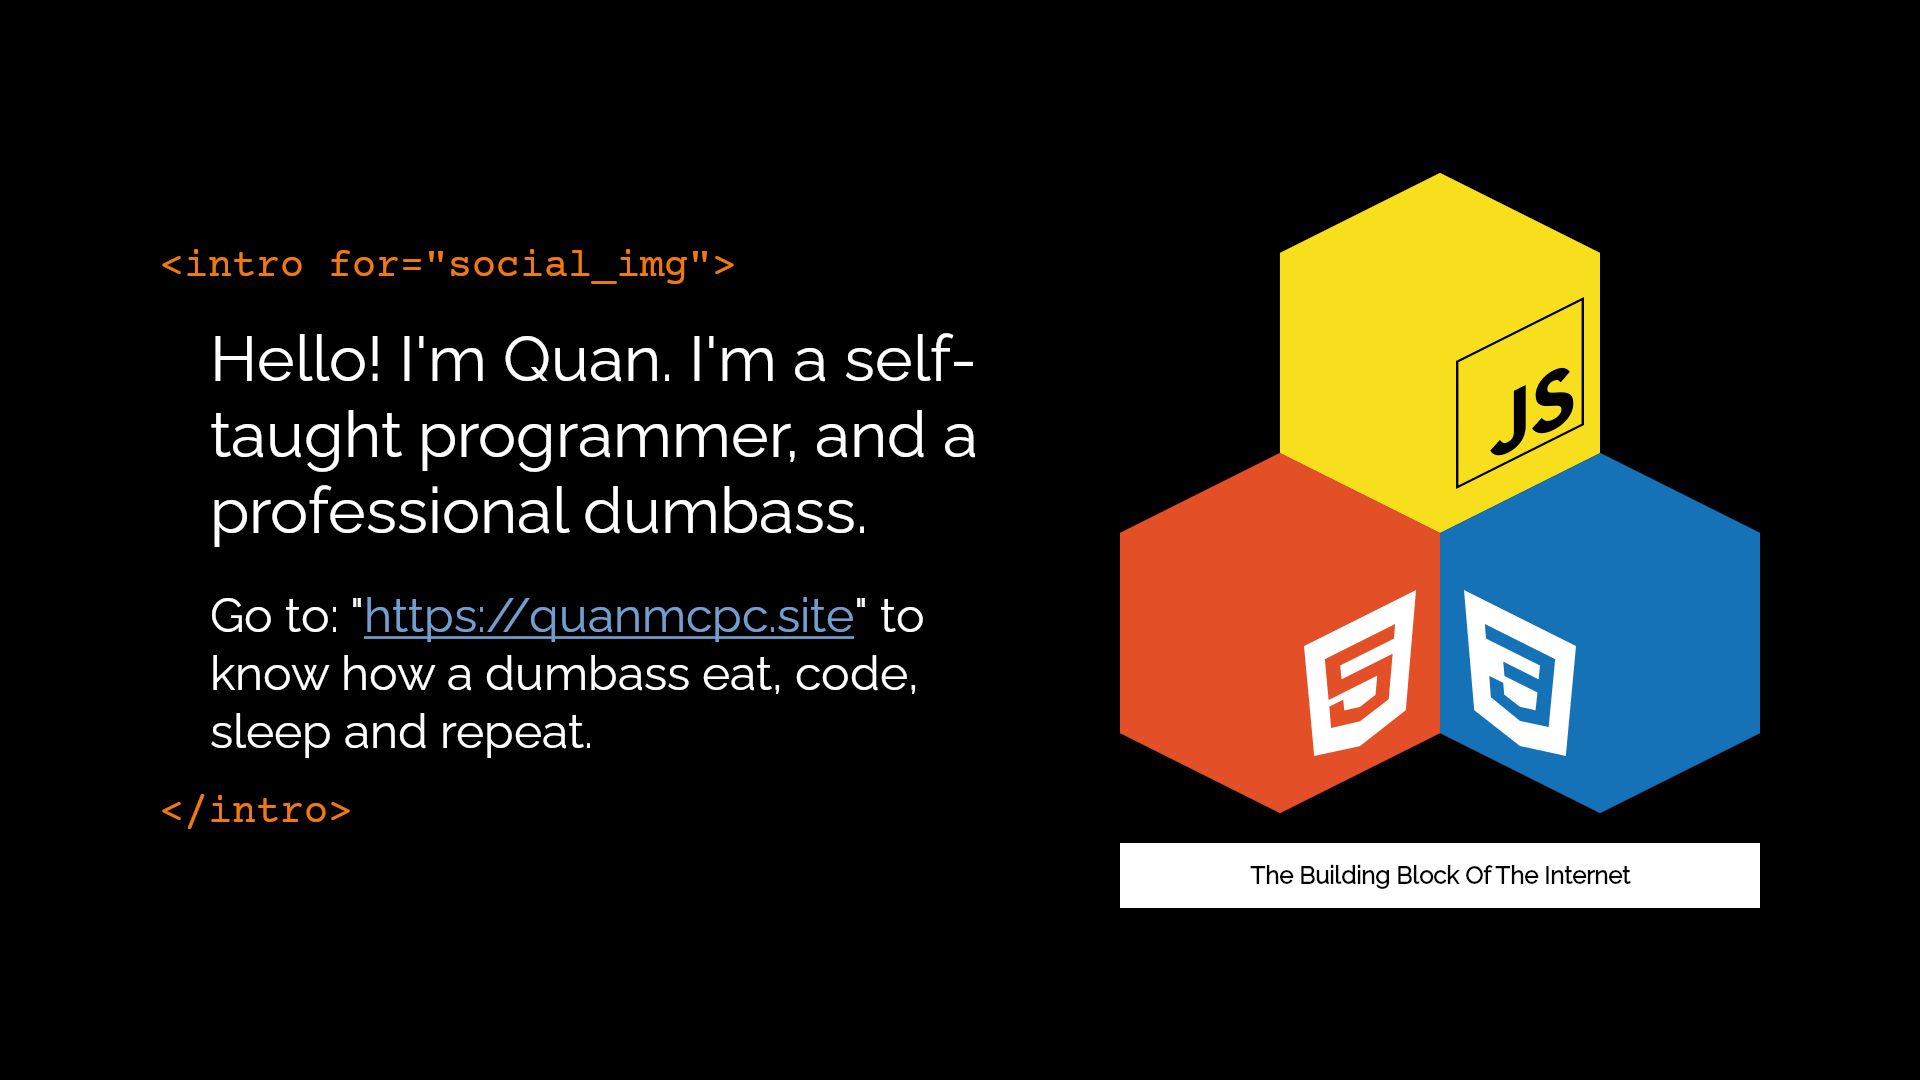 <intro for="social_img">
Hello! I'm Quan. I'm a self-
taught programmer, and a
professional dumbass.
Go to: "https://quanmcpc.site" to
know how a dumbass eat, code,
sleep and repeat.
</intro>
JS
5
3
The Building Block Of The Internet